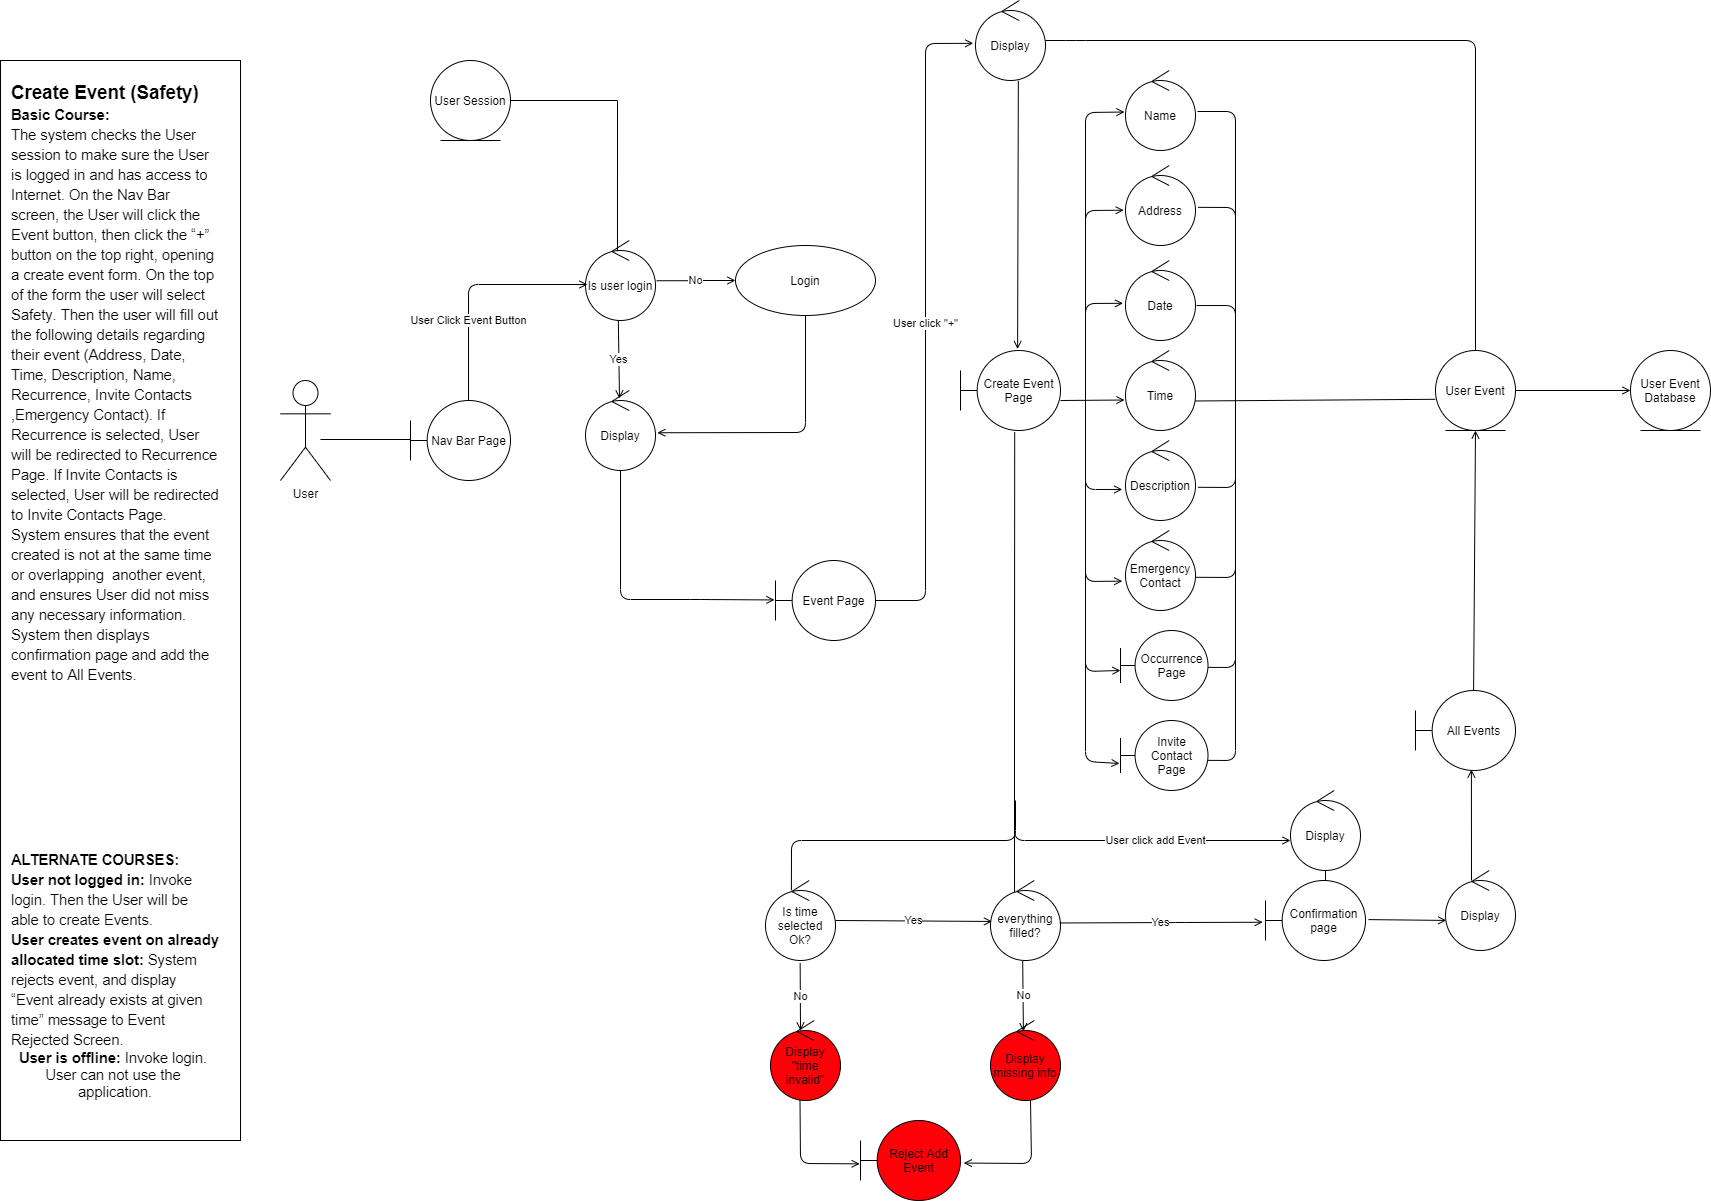 Create Event (Safety)
Basic Course:
The system checks the User
session to make sure the User
is logged in and has access to
Internet. On the Nav Bar
screen, the User will click the
Event button, then click the “+”
button on the top right, opening
a create event form. On the top
of the form the user will select
Safety. Then the user will fill out
the following details regarding
their event (Address, Date,
Time, Description, Name,
Recurrence, Invite Contacts
,Emergency Contact). If
Recurrence is selected, User
will be redirected to Recurrence
Page. If Invite Contacts is
selected, User will be redirected
to Invite Contacts Page.
System ensures that the event
created is not at the same time
or overlapping  another event,
and ensures User did not miss
any necessary information.
System then displays
confirmation page and add the
event to All Events.
ALTERNATE COURSES:
User not logged in: Invoke
login. Then the User will be
able to create Events.
User creates event on already
allocated time slot: System
rejects event, and display
“Event already exists at given
time” message to Event
Rejected Screen.
User is offline: Invoke login.
User can not use the
application.
User
Nav Bar Page
User Click Event Button
User Session
Is user login
No
Login
Yes
Display
Event Page
User click "+"
Display
Create Event
Page
Name
Address
Date
Time
Description
Emergency
Contact
Occurrence
Page
Invite
Contact
Page
User Event
User Event
Database
All Events
Display
User click add Event
Display
Is time
selected
Ok?
Yes
everything
filled?
Yes
Confirmation
page
No
No
Display
"time
invalid"
Display
missing info
Reject Add
Event